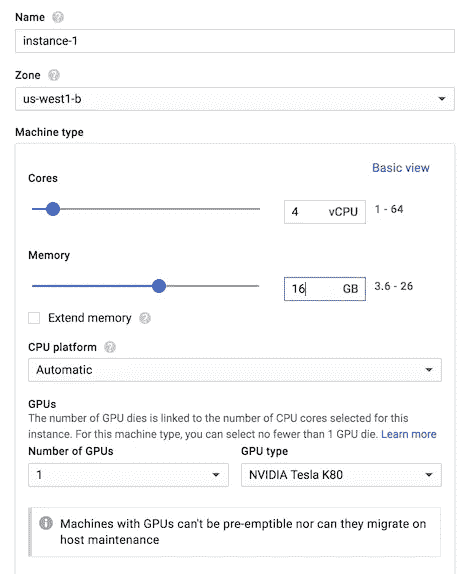 Name
instance-1
Zone
us-west1-b
Machine type
Basic view
Cores
4 vCPU 1 - 64
Memory
16 GB 3.6 - 26
Extend memory
CPU platform
Automatic
GPUs
The number of GPU dies is linked to the number of CPU cores selected for this
instance. For this machine type, you can select no fewer than 1 GPU die. Learn more
Number of GPUs GPU type
1 NVIDIA Tesla K80
Machines with GPUs can't be pre-emptible nor can they migrate on
host maintenance